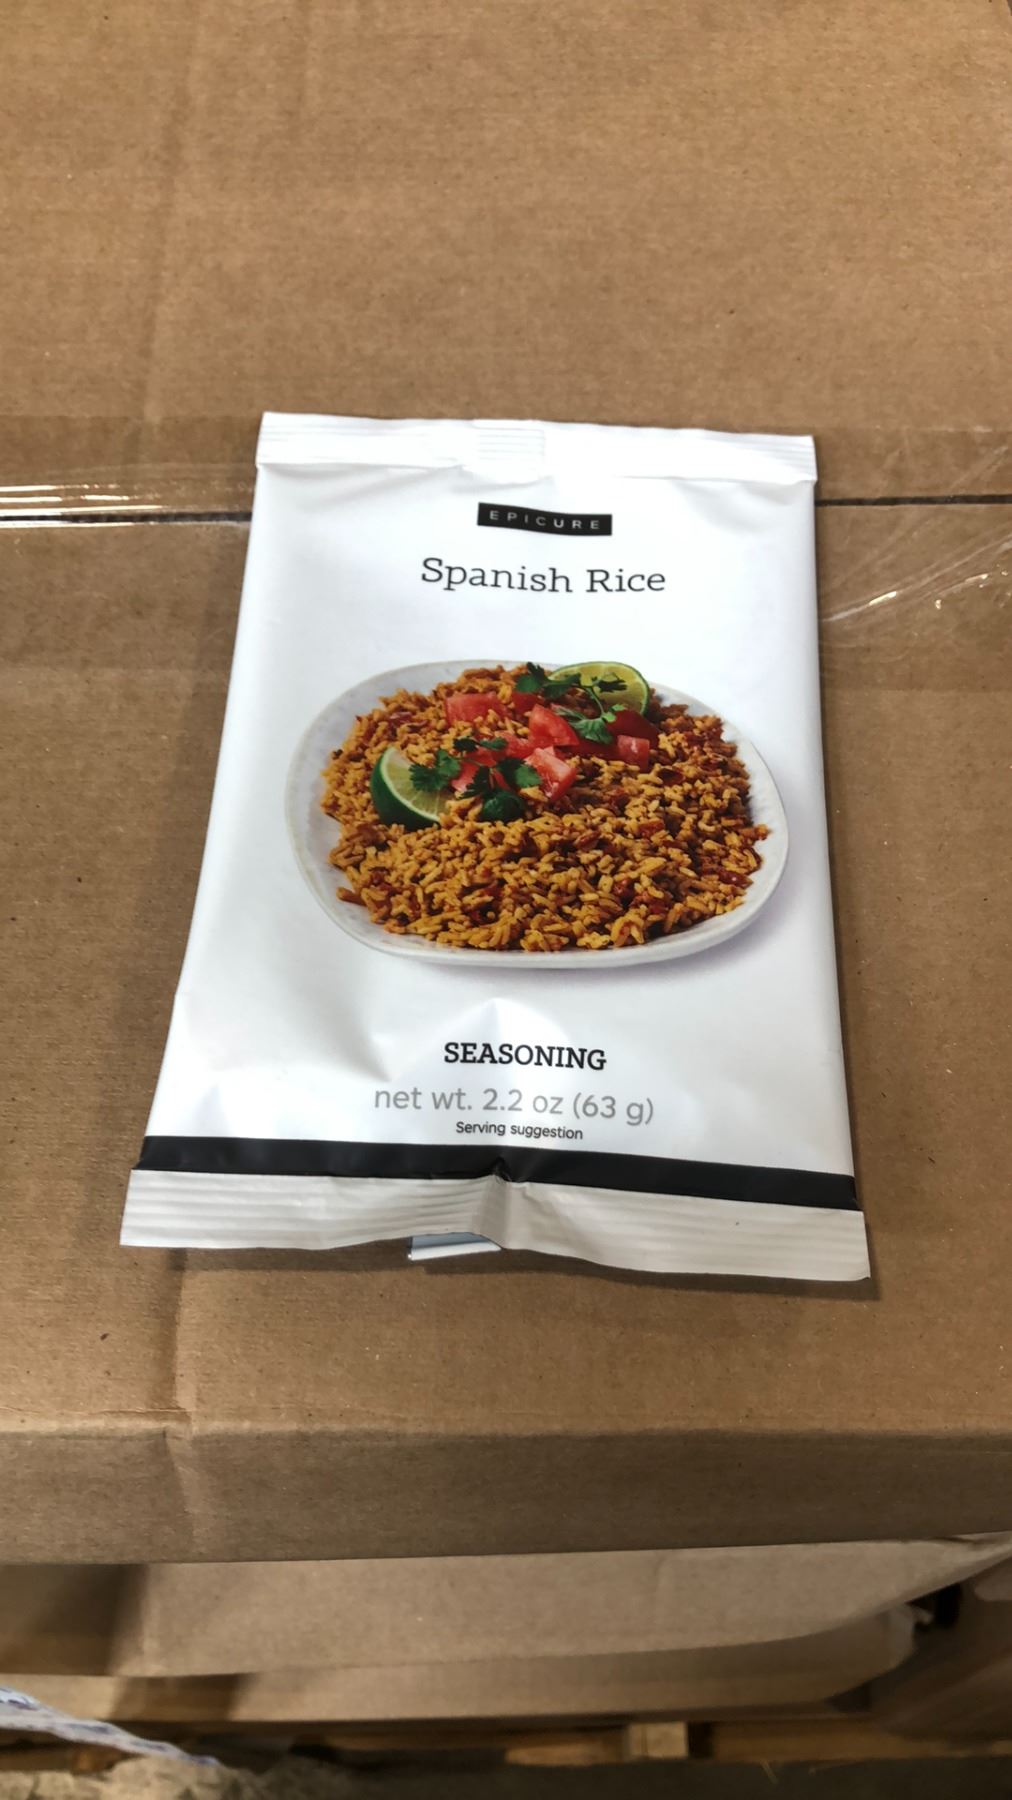 EPICURE
Spanish Rice
SEASONING
net wt. 2.2 oz (63 g)
Serving suggestion